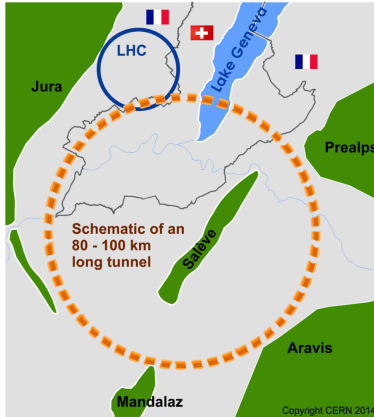 LHC
Lake Geneva
Jura
Prealps
Schematic of an
80 - 100 km
long tunnel
Salève
Aravis
Mandalaz
Copyright CERN 2014